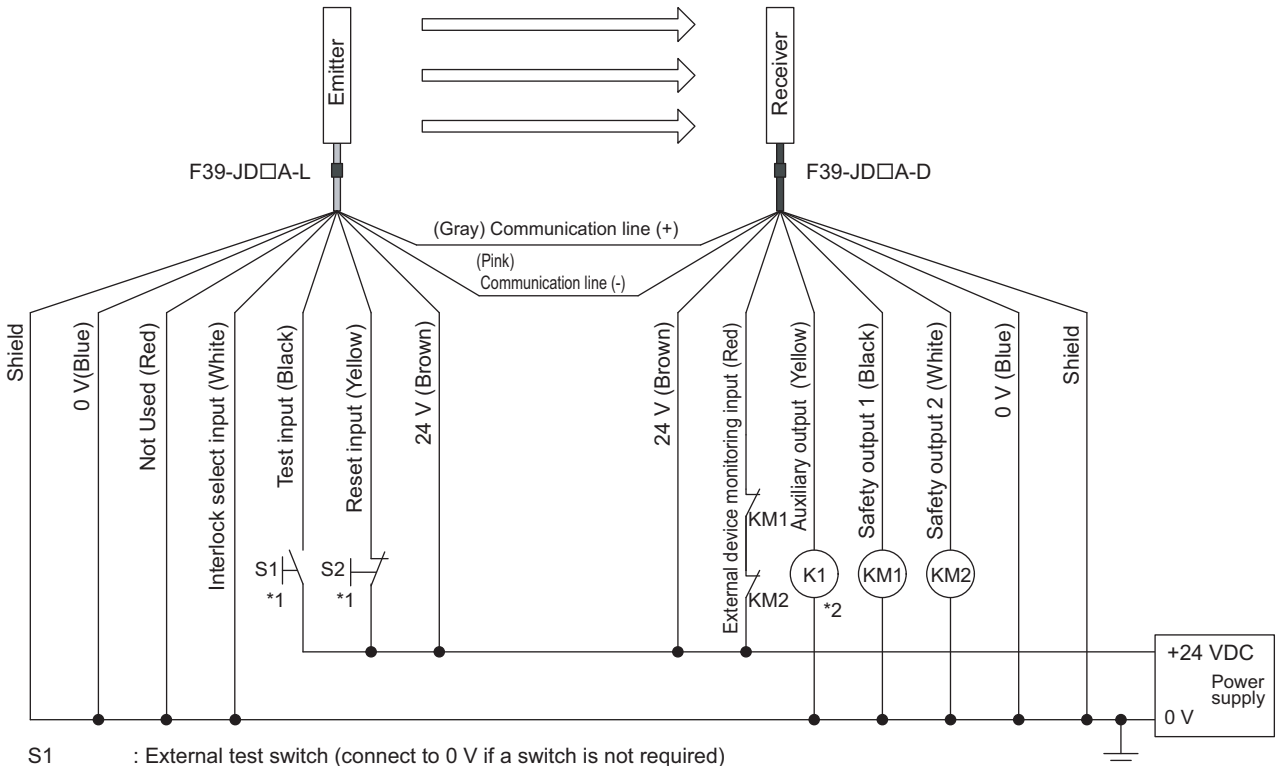 Emitter
Receiver
F39-JD□A-L
F39-JD□A-D
(Gray) Communication line (+)
(Pink)
Communication line (-)
Shield
0 V(Blue)
Not Used (Red)
Interlock select input (White)
Test input (Black)
Reset input (Yellow)
24 V (Brown)
24 V (Brown)
External device monitoring input (Red)
Auxiliary output (Yellow)
Safety output 1 (Black)
Safety output 2 (White)
0 V (Blue)
Shield
S1
*1
S2
*1
KM1
KM2
K1
*2
KM1
KM2
+24 VDC
Power
supply
0 V
S1 : External test switch (connect to 0 V if a switch is not required)